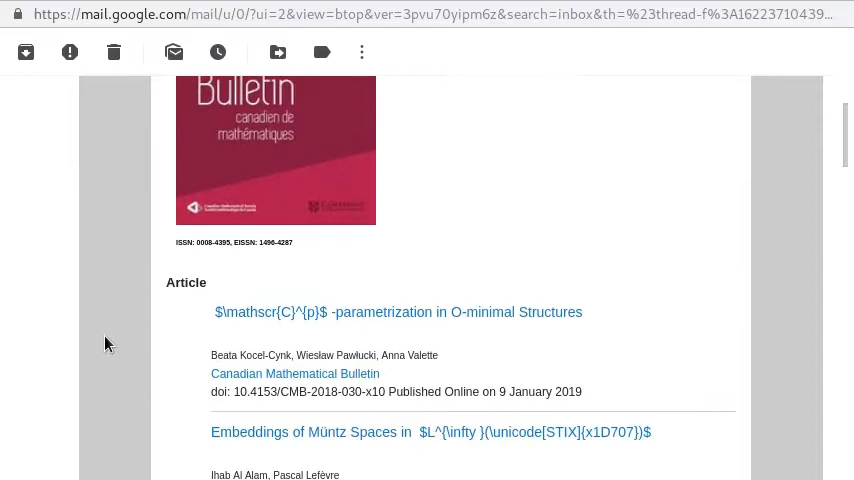 https://mail.google.com/mail/u/0/?ui=2&view=btop&ver=3pvu70yipm6z&search=inbox&th=%23thread-f%3A16223710439...
Bulletin
canadien de
mathématiques
ISSN: 0008-4395, EISSN: 1496-4287
Article
$\mathscr{C}^{p}$ -parametrization in O-minimal Structures
Beata Kocel-Cynk, Wiesław Pawłucki, Anna Valette
Canadian Mathematical Bulletin
doi: 10.4153/CMB-2018-030-x10 Published Online on 9 January 2019
Embeddings of Müntz Spaces in $L^{\infty }(\unicode[STIX]{x1D707})$
Ihab Al Alam, Pascal Lefèvre